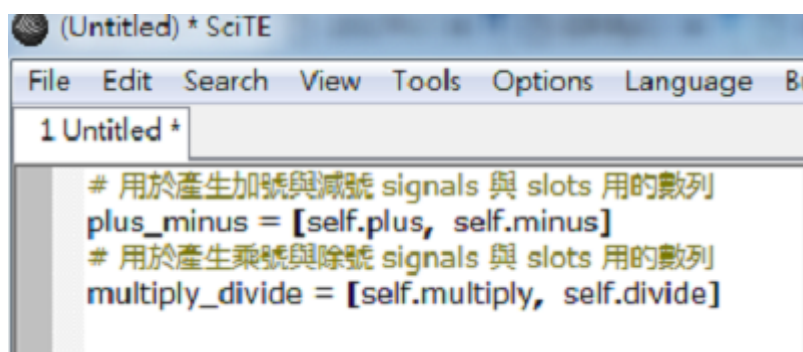 (Untitled) * SciTE
File Edit Search View Tools Options Language
1 Untitled *
# 用於產生加號與減號 signals 與 slots 用的數列
plus_minus = [self.plus, self.minus]
# 用於產生乘號與除號 signals 與 slots 用的數列
multiply_divide = [self.multiply, self.divide]